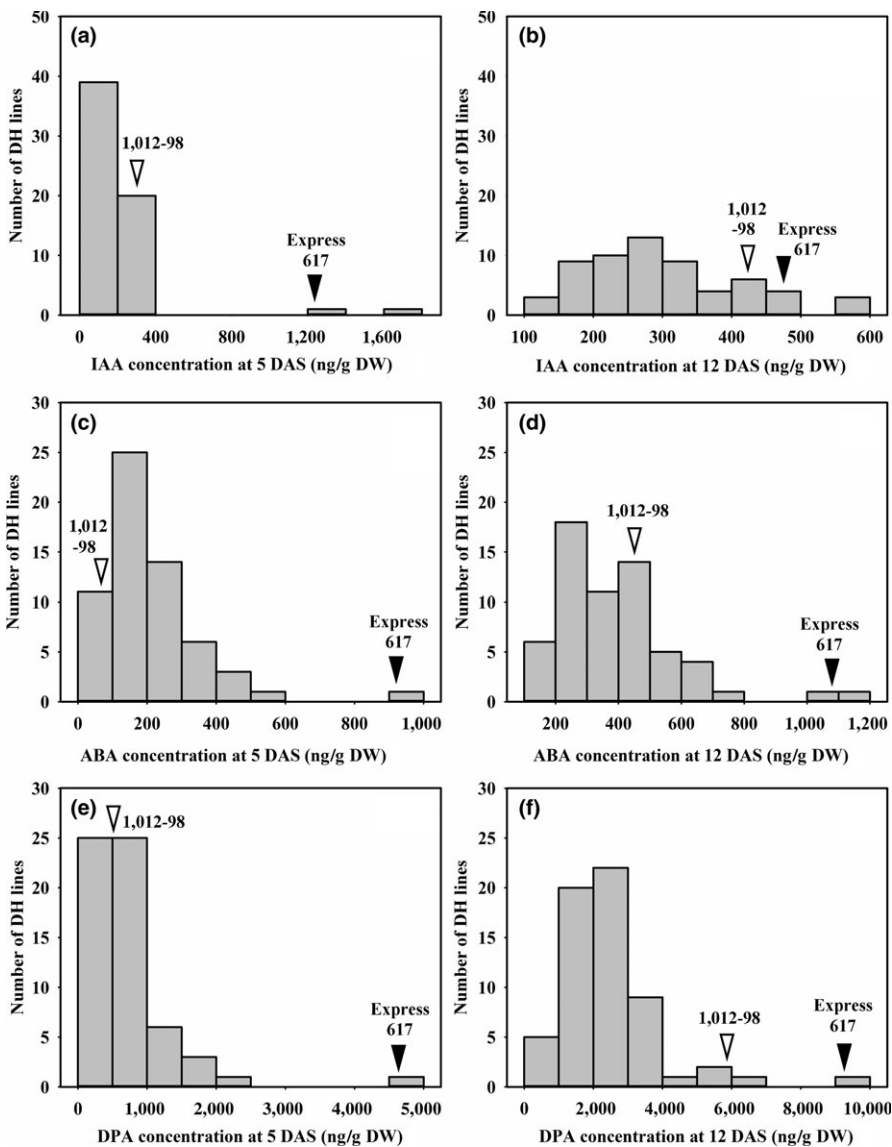 (a)
50
40
30
20
10
0
Number of DH lines
1,012-98
Express
617
0 400 800 1,200 1,600
IAA concentration at 5 DAS (ng/g DW)
(b)
50
40
30
20
10
0
Number of DH lines
1,012
-98
Express
617
100 200 300 400 500 600
IAA concentration at 12 DAS (ng/g DW)
(c)
30
25
20
15
10
5
0
Number of DH lines
1,012
-98
Express
617
0 200 400 600 800 1,000
ABA concentration at 5 DAS (ng/g DW)
(d)
30
25
20
15
10
5
0
Number of DH lines
1,012-98
Express
617
200 400 600 800 1,000 1,200
ABA concentration at 12 DAS (ng/g DW)
(e)
30
25
20
15
10
5
0
Number of DH lines
1,012-98
Express
617
0 1,000 2,000 3,000 4,000 5,000
DPA concentration at 5 DAS (ng/g DW)
(f)
30
25
20
15
10
5
0
Number of DH lines
1,012-98
Express
617
0 2,000 4,000 6,000 8,000 10,000
DPA concentration at 12 DAS (ng/g DW)